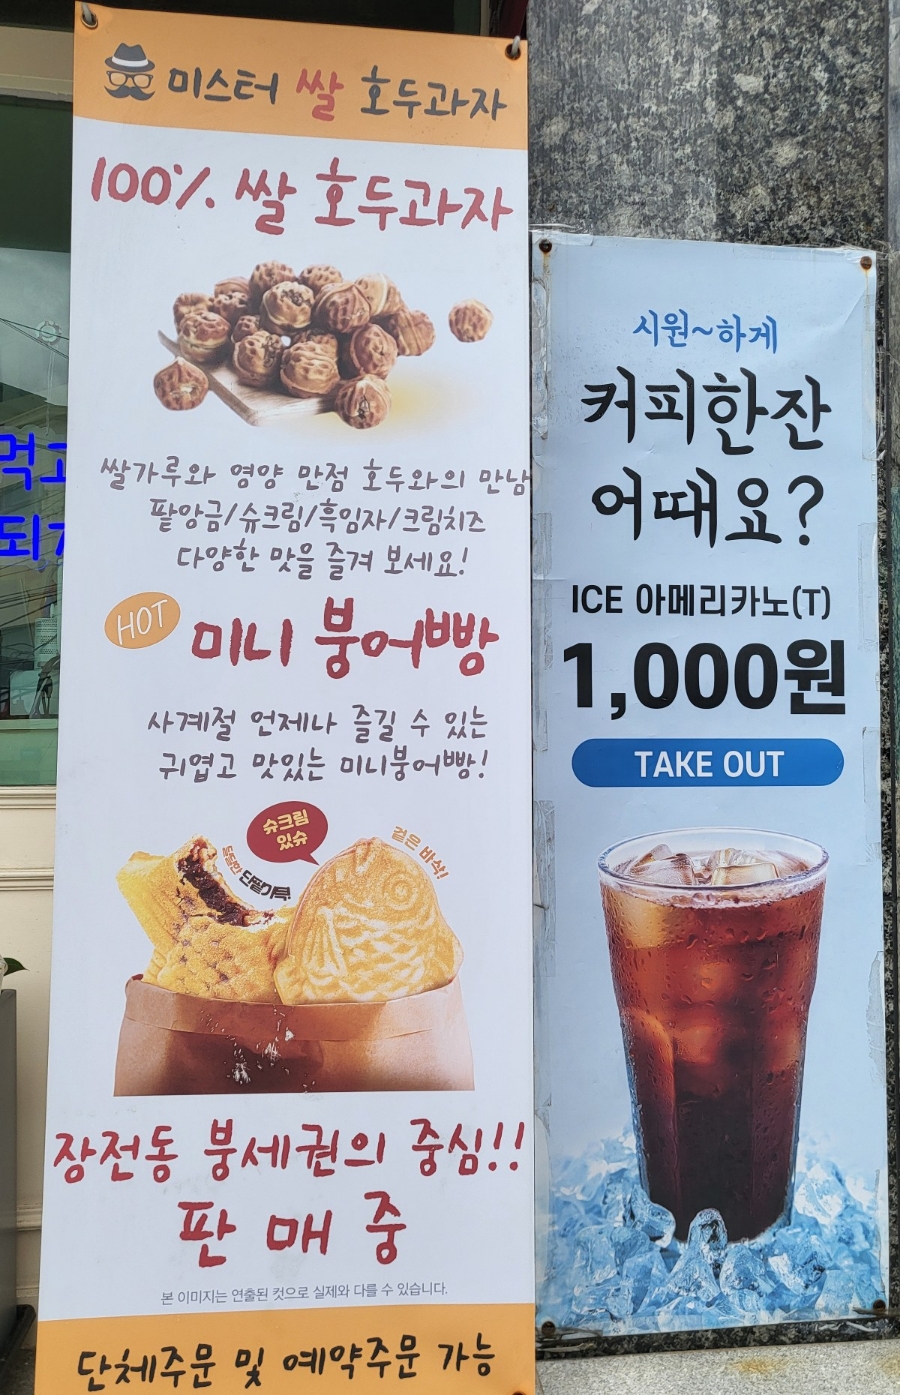 미스터 쌀 호두과자
100% 쌀 호두과자
쌀가루와 영양 만점 호두와의 만남
팥앙금/슈크림/흑임자/크림치즈
다양한 맛을 즐겨 보세요!
HOT
미니 붕어빵
사계절 언제나 즐길 수 있는
귀엽고 맛있는 미니붕어빵!
슈크림
있슈
겉은 바삭!
달달한 단팥가득
장전동 붕세권의 중심!!
판매중
본 이미지는 연출된 컷으로 실제와 다를 수 있습니다.
단체주문 및 예약주문 가능
시원~하게
커피한잔
어때요?
ICE 아메리카노(T)
1,000원
TAKE OUT